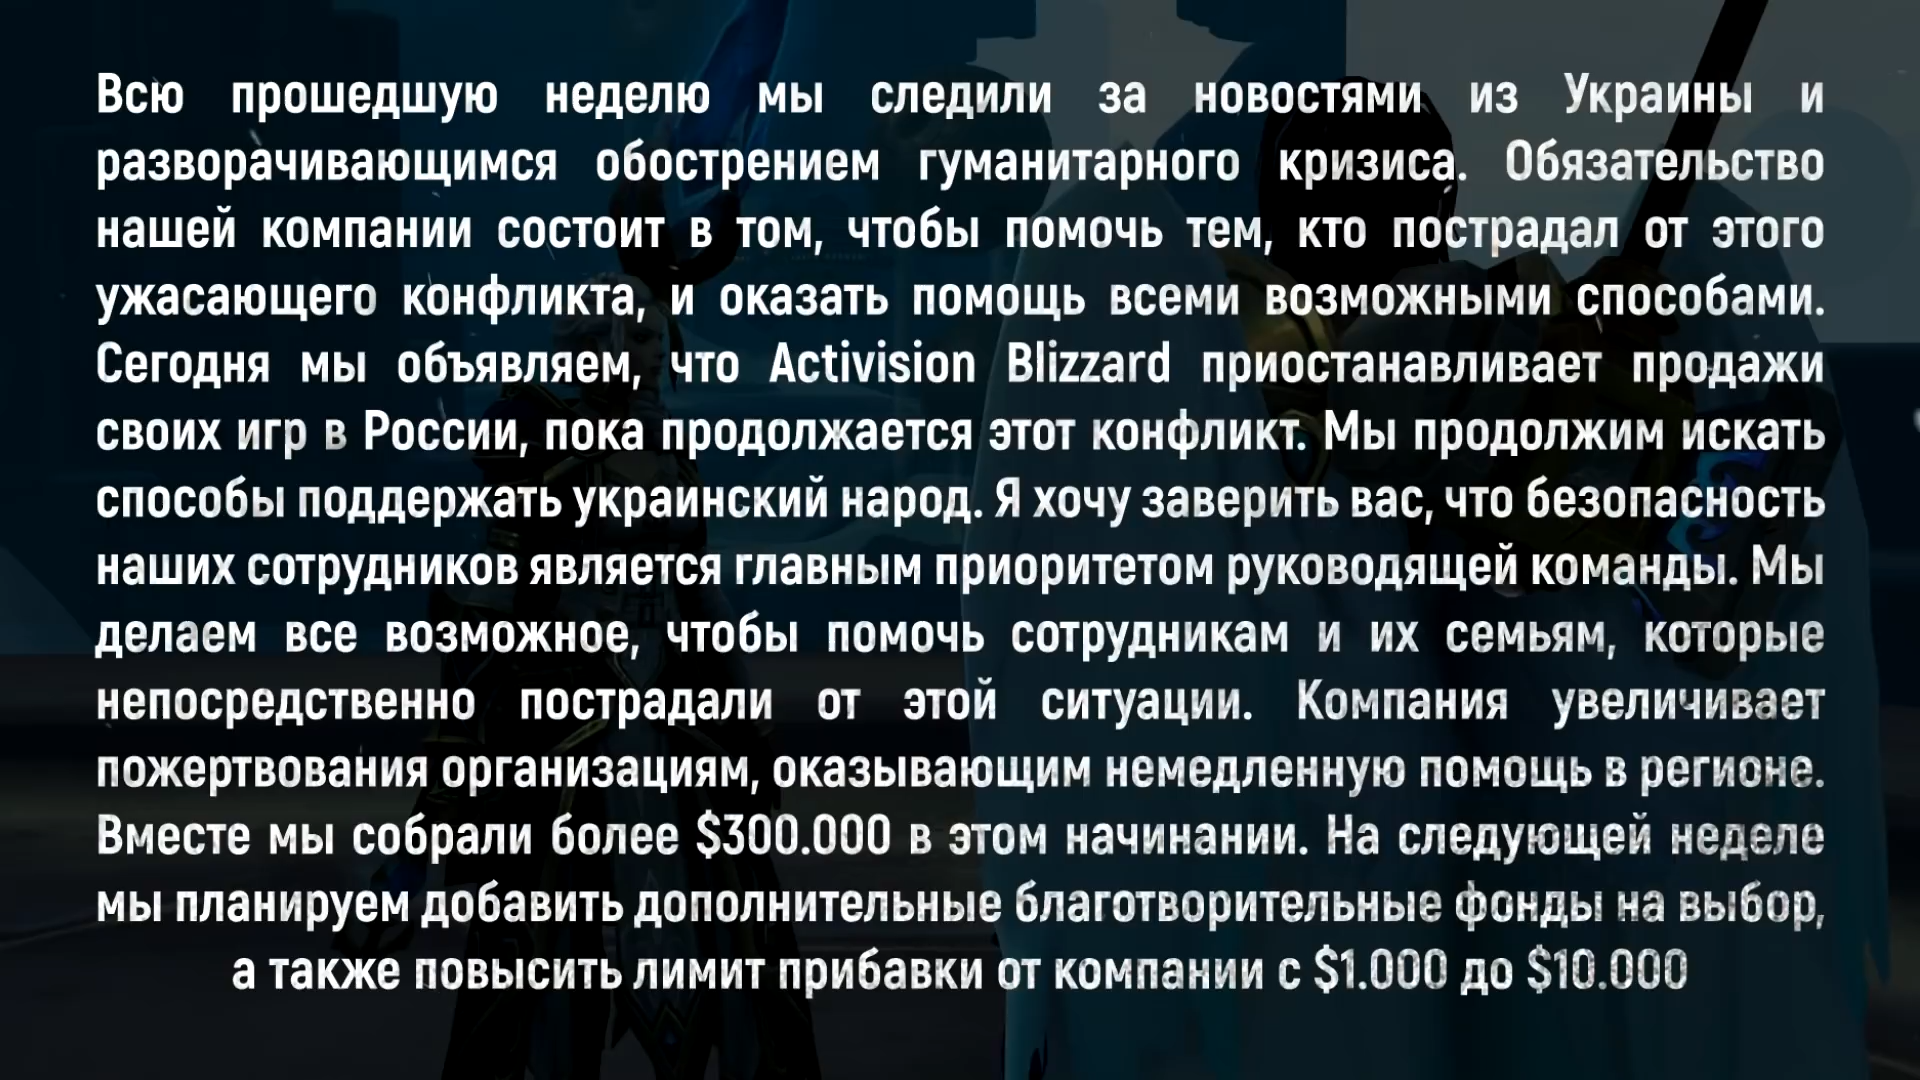 Всю прошедшую неделю мы следили за новостями из Украины и
разворачивающимся обострением гуманитарного кризиса. Обязательство
нашей компании состоит в том, чтобы помочь тем, кто пострадал от этого
ужасающего конфликта, и оказать помощь всеми возможными способами.
Сегодня мы объявляем, что Activision Blizzard приостанавливает продажи
своих игр в России, пока продолжается этот конфликт. Мы продолжим искать
способы поддержать украинский народ. Я хочу заверить вас, что безопасность
наших сотрудников является главным приоритетом руководящей команды. Мы
делаем все возможное, чтобы помочь сотрудникам и их семьям, которые
непосредственно пострадали от этой ситуации. Компания увеличивает
пожертвования организациям, оказывающим немедленную помощь в регионе.
Вместе мы собрали более $300.000 в этом начинании. На следующей неделе
мы планируем добавить дополнительные благотворительные фонды на выбор,
а также повысить лимит прибавки от компании с $1.000 до $10.000